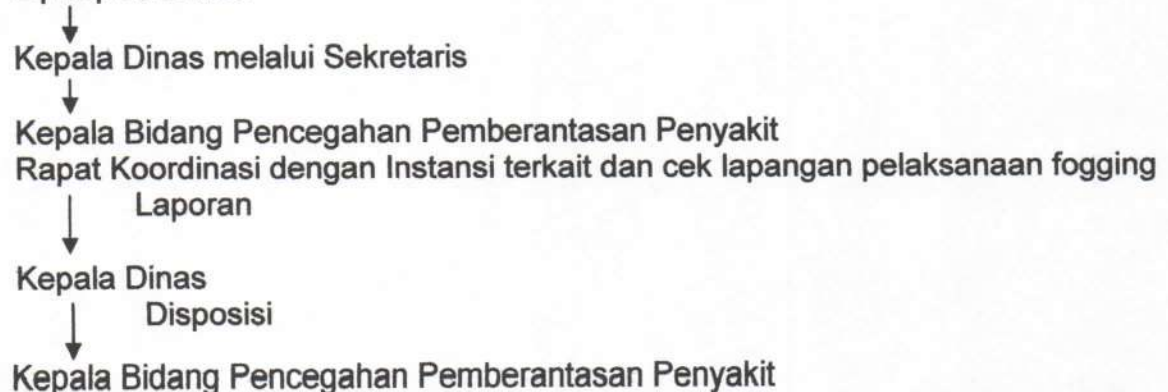 Kepala Dinas melalui Sekretaris
Kepala Bidang Pencegahan Pemberantasan Penyakit
Rapat Koordinasi dengan Instansi terkait dan cek lapangan pelaksanaan fogging
Laporan
Kepala Dinas
Disposisi
Kepala Bidang Pencegahan Pemberantasan Penyakit